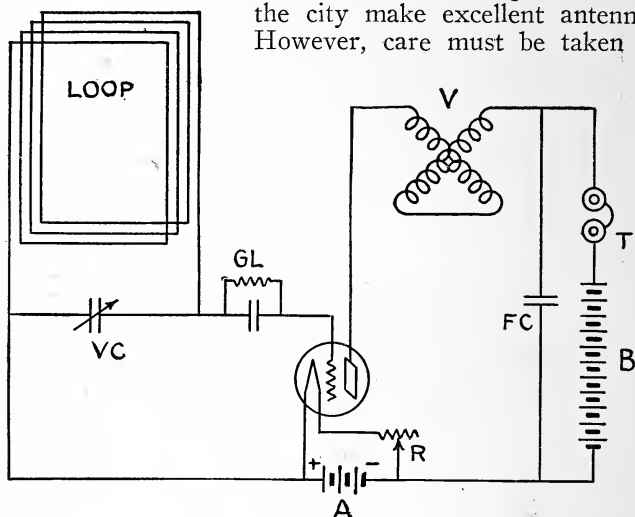 the city make excellent antenn
However, care must be taken
LOOP
V
GL
T
VC
FC
B
R
+ -
A